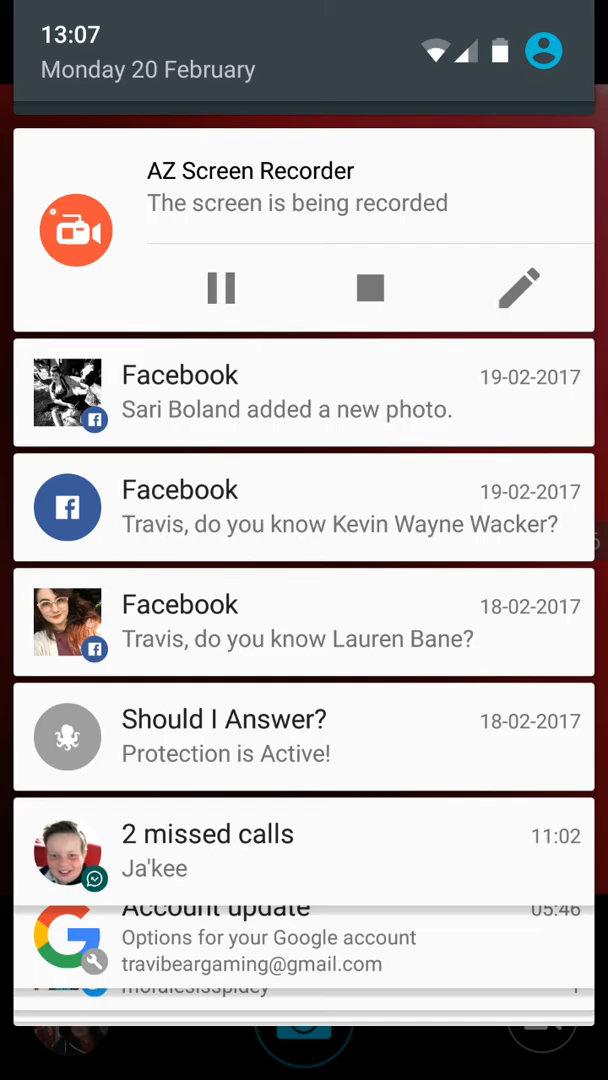 13:07
Monday 20 February
AZ Screen Recorder
The screen is being recorded
Facebook 19-02-2017
Sari Boland added a new photo.
Facebook 19-02-2017
Travis, do you know Kevin Wayne Wacker?
Facebook 18-02-2017
Travis, do you know Lauren Bane?
Should I Answer? 18-02-2017
Protection is Active!
2 missed calls 11:02
Ja'kee
Account update 05:46
Options for your Google account
travibeargaming@gmail.com